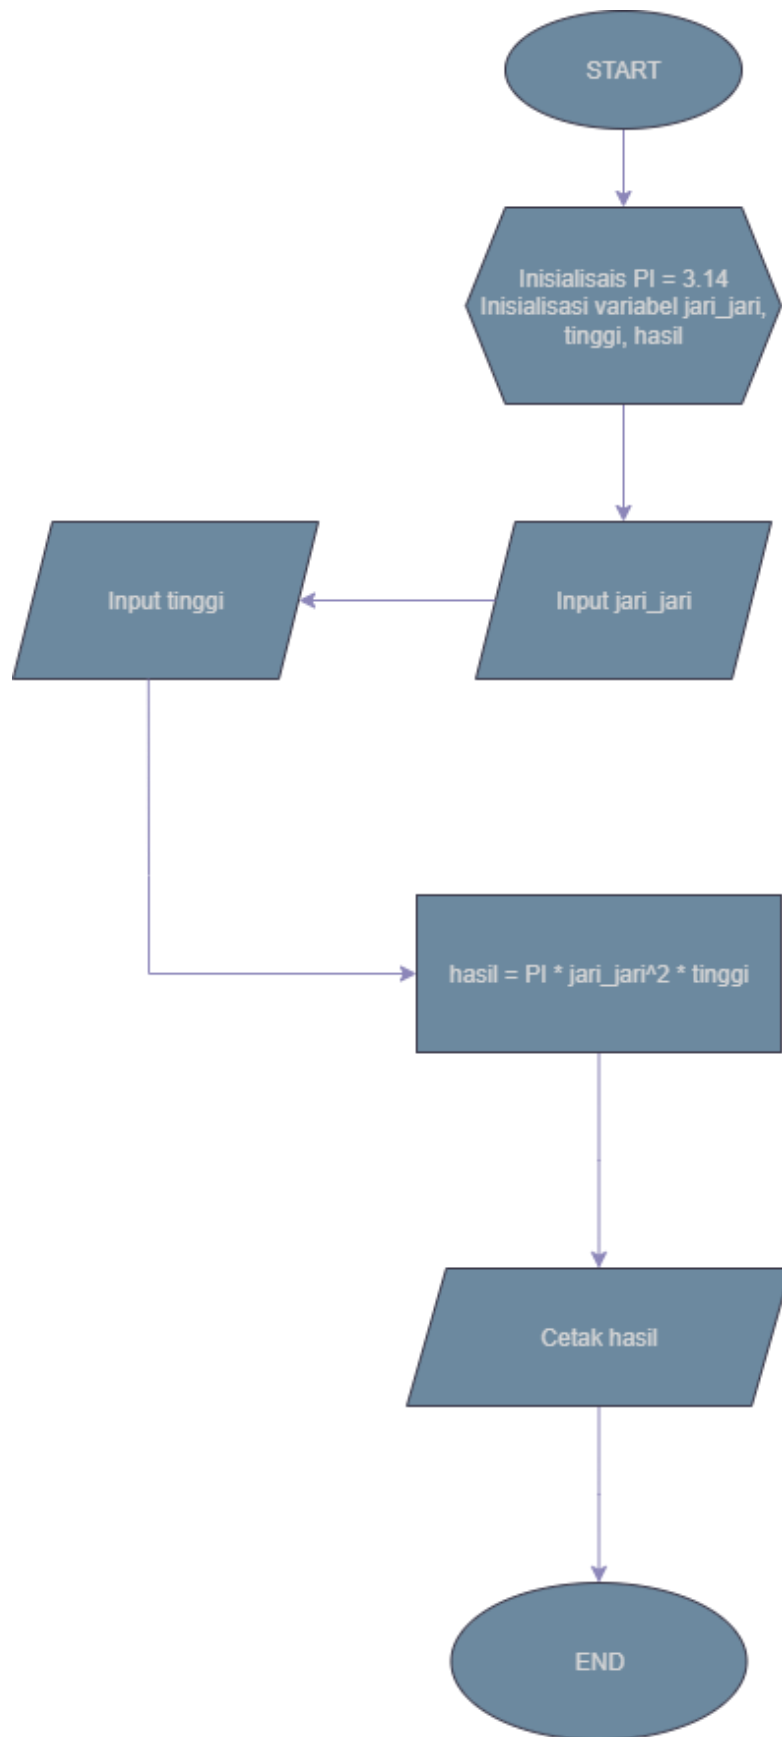 START
Inisialisais PI = 3.14
Inisialisasi variabel jari_jari,
tinggi, hasil
Input jari_jari
Input tinggi
hasil = PI * jari_jari^2 * tinggi
Cetak hasil
END